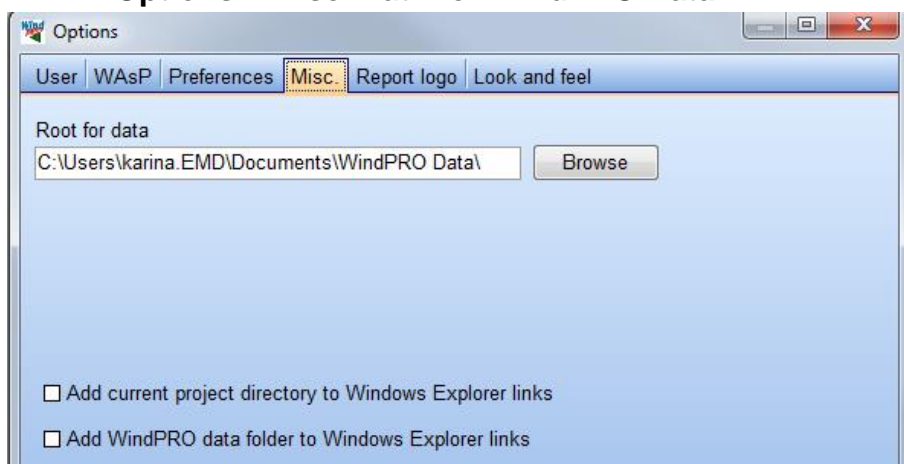 Options
User WAsP Preferences Misc. Report logo Look and feel
Root for data
C:\Users\karina.EMD\Documents\WindPRO Data\ Browse
Add current project directory to Windows Explorer links
Add WindPRO data folder to Windows Explorer links